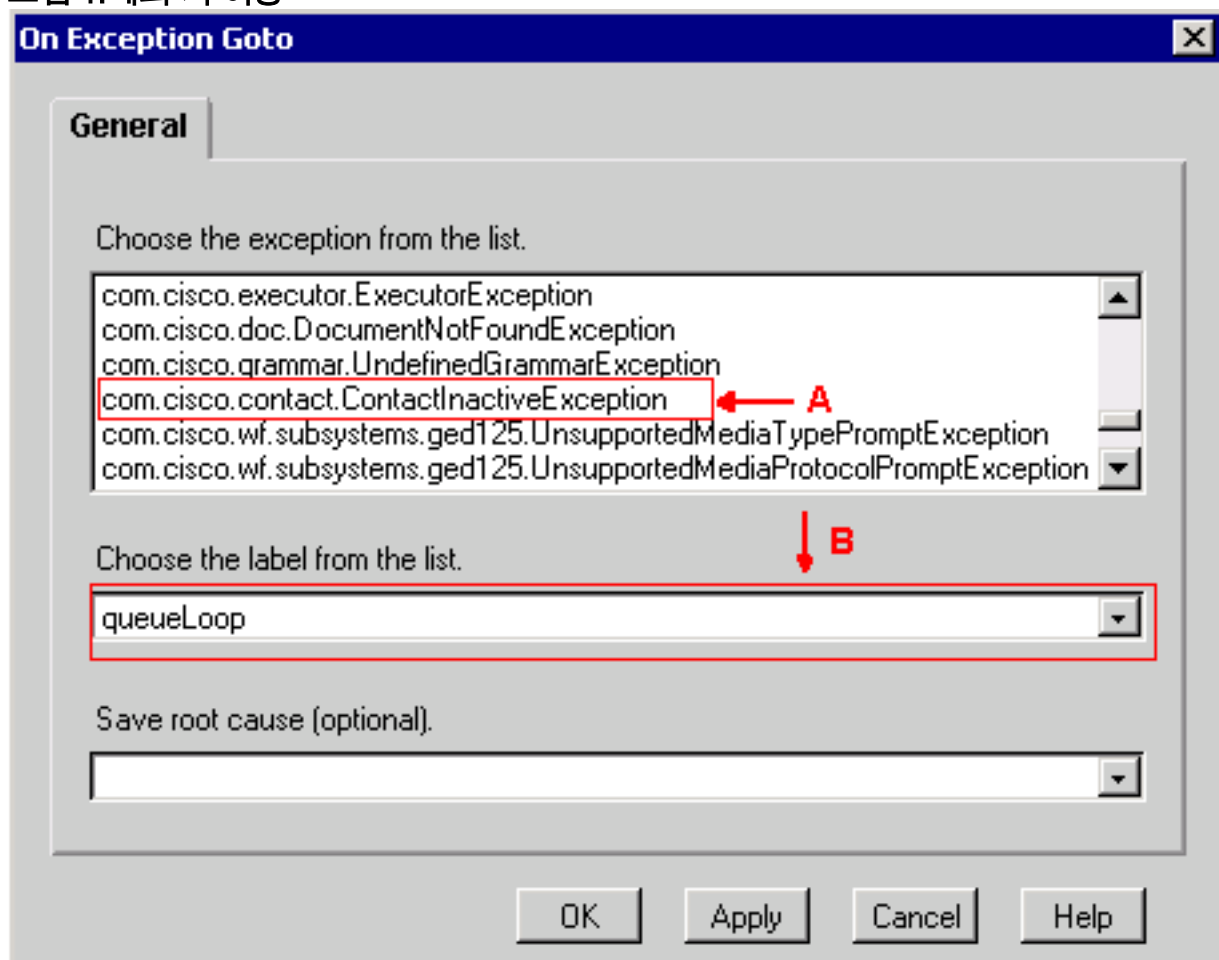 On Exception Goto
General
Choose the exception from the list.
com.cisco.executor.ExecutorException
com.cisco.doc.DocumentNotFoundException
com.cisco.grammar.UndefinedGrammarException
com.cisco.contact.ContactInactiveException
A
com.cisco.wf.subsystems.ged125.UnsupportedMediaTypePromptException
com.cisco.wf.subsystems.ged125.UnsupportedMediaProtocolPromptException
B
Choose the label from the list.
queueLoop
Save root cause (optional).
OK Apply Cancel Help